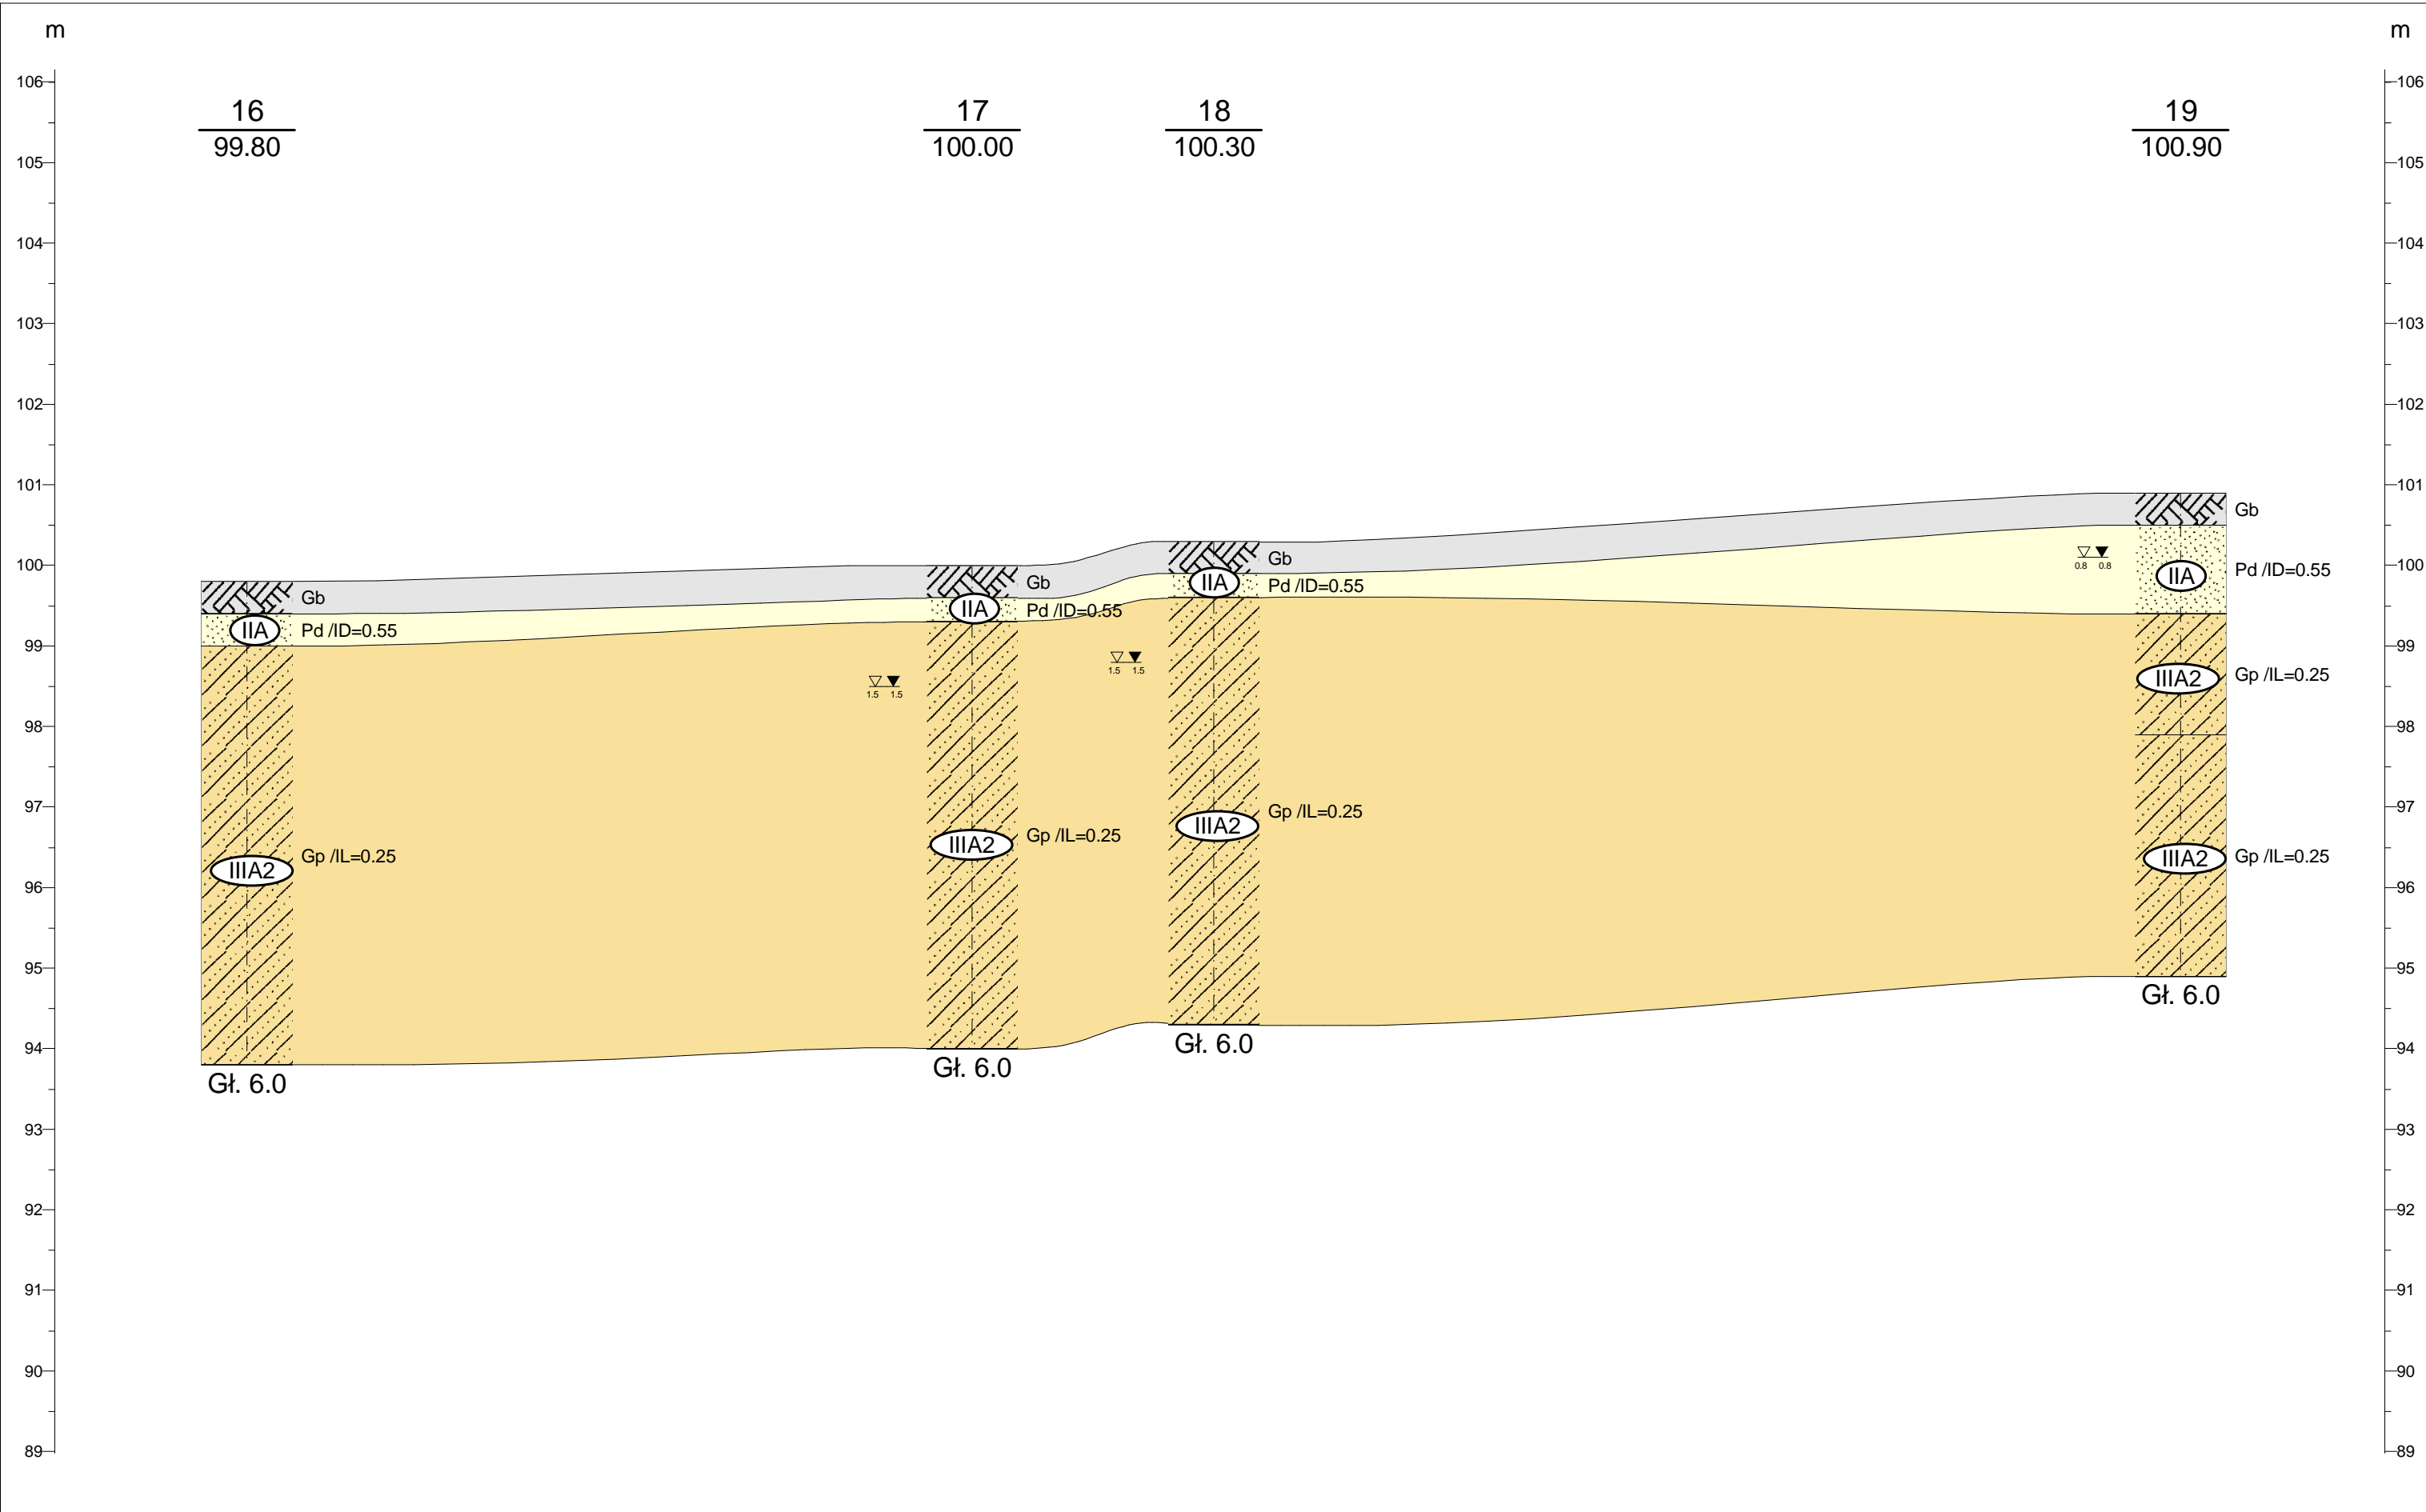 m m
106 106
16 17 18 19
99.80 100.00 100.30 100.90
105 105
104 104
103 103
102 102
101 101
Gb
100 100
0.8 0.8
IIA Pd /ID=0.55
Gb
IIA Pd /ID=0.55
Gb
IIA Pd /ID=0.55
Gb
IIA Pd /ID=0.55
99 99
1.5 1.5
1.5 1.5
IIIA2 Gp /IL=0.25
98 98
97 97
IIIA2 Gp /IL=0.25
IIIA2 Gp /IL=0.25
IIIA2 Gp /IL=0.25
IIIA2 Gp /IL=0.25
96 96
95 95
Gł. 6.0
94 94
Gł. 6.0
Gł. 6.0
Gł. 6.0
93 93
92 92
91 91
90 90
89 89